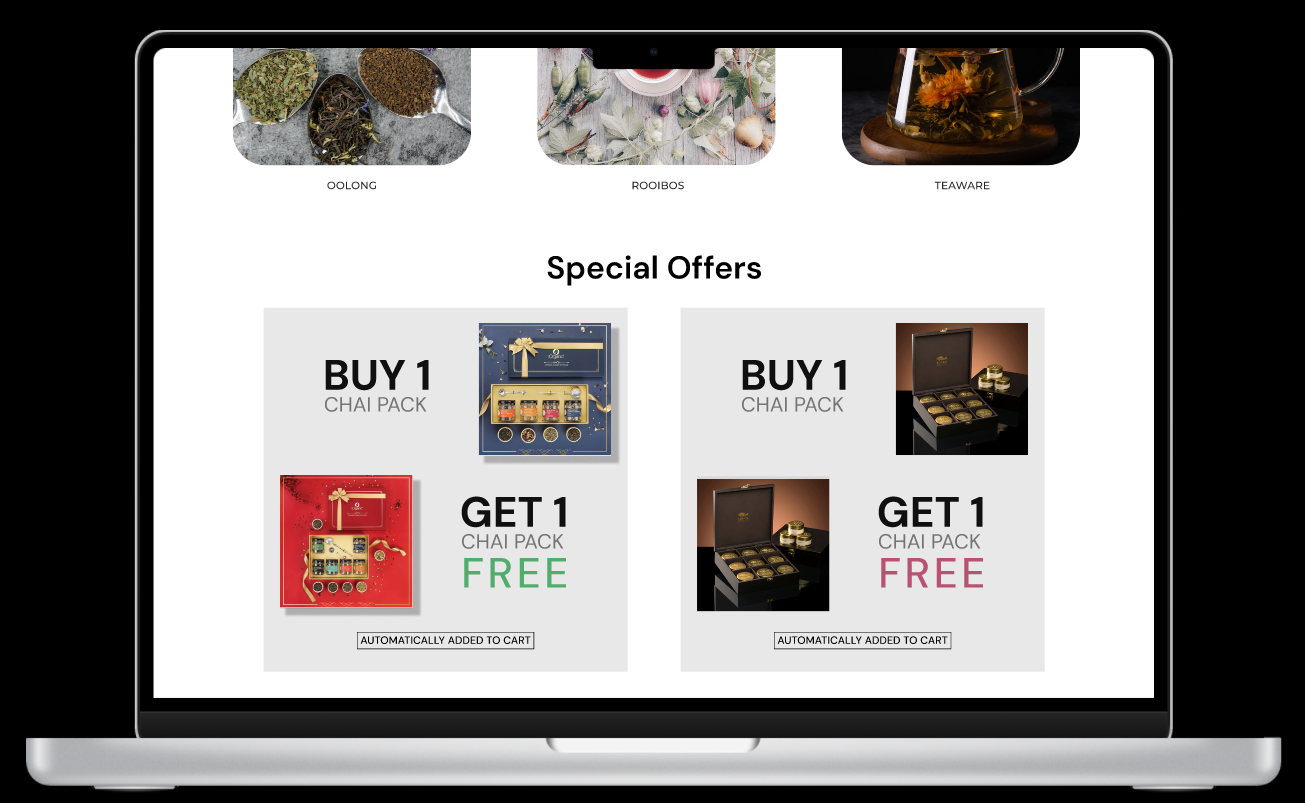 OOLONG
ROOIBOS
TEAWARE
Special Offers
BUY 1
CHAI PACK
GET 1
CHAI PACK
FREE
AUTOMATICALLY ADDED TO CART
BUY 1
CHAI PACK
GET 1
CHAI PACK
FREE
AUTOMATICALLY ADDED TO CART